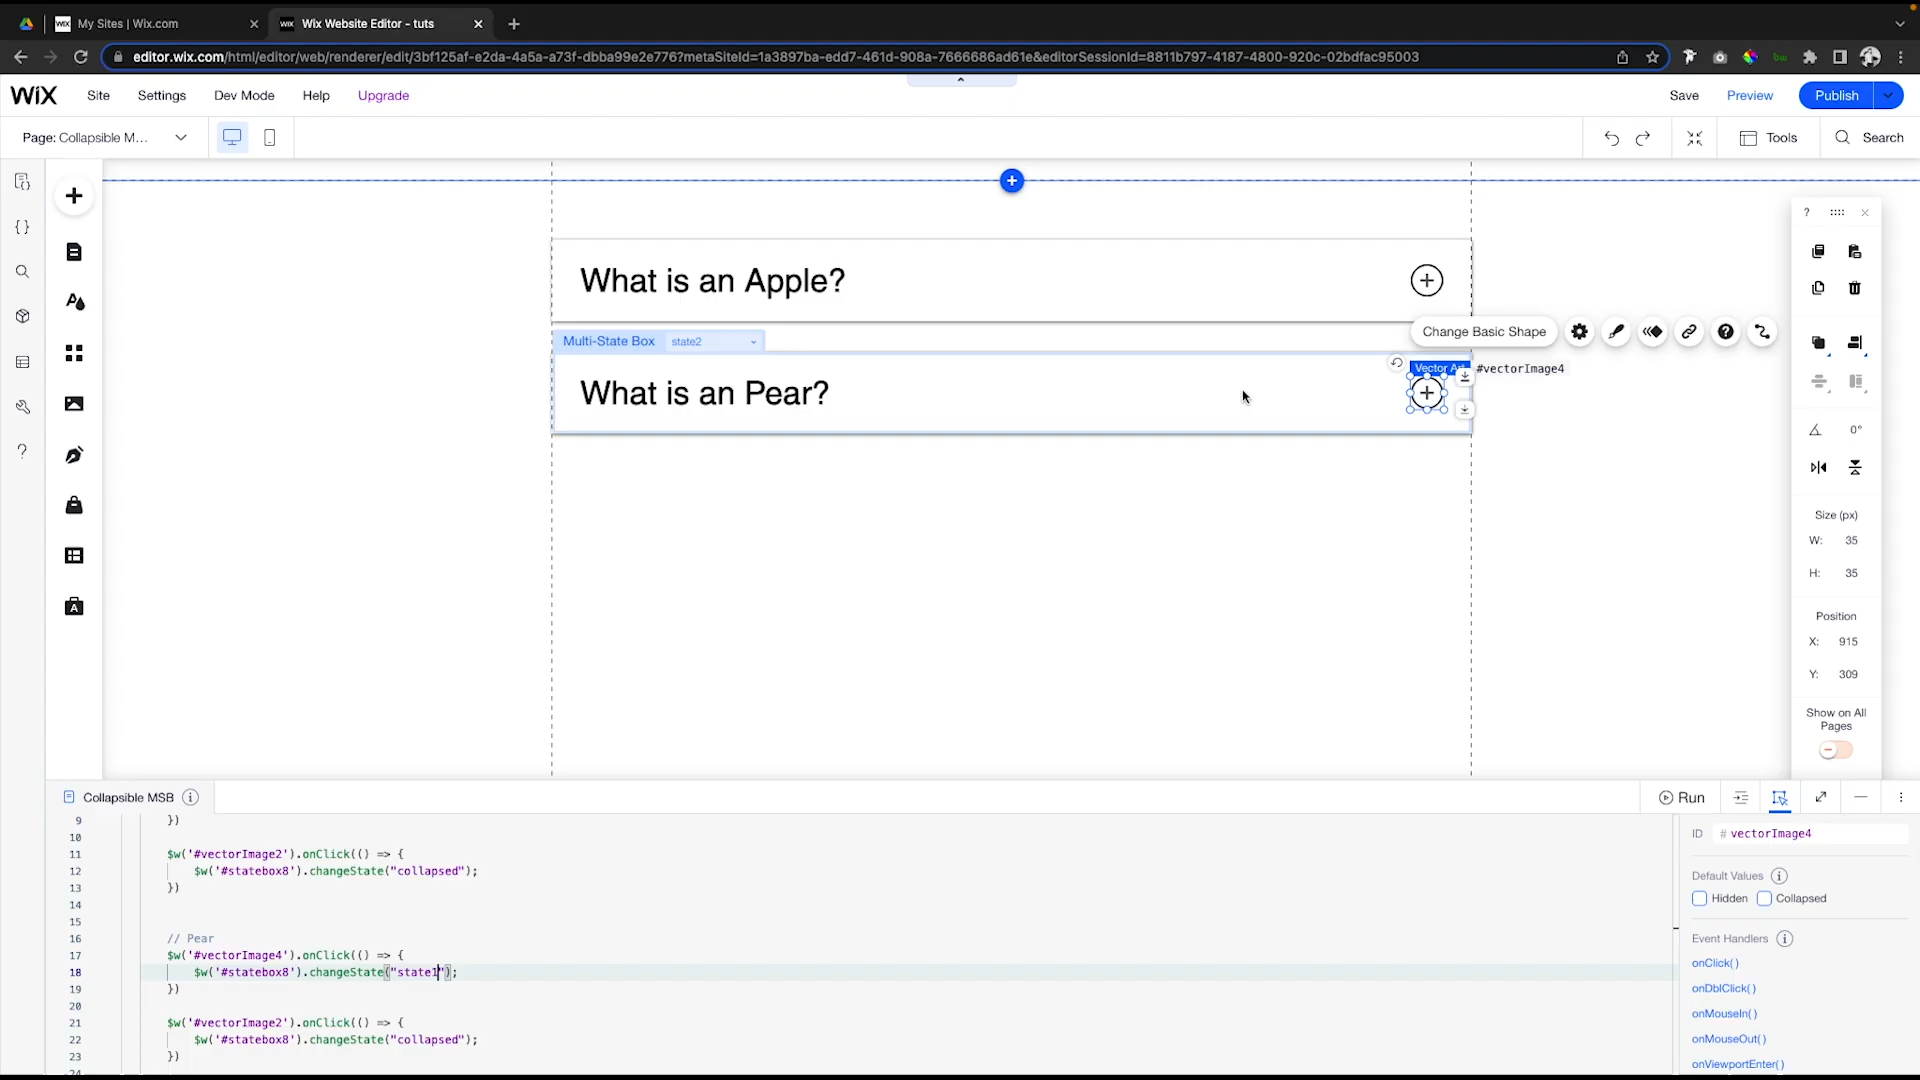 WiX My Sites | Wix.com
WiX Wix Website Editor - tuts
editor.wix.com/html/editor/web/renderer/edit/3bf125af-e2da-4a5a-a73f-dbba99e2e776?metaSiteId=1a3897ba-edd7-461d-908a-7666686ad61e&editorSessionId=8811b797-4187-4800-920c-02bdfac95003
WiX Site Settings Dev Mode Help Upgrade Save Preview Publish
Page: Collapsible M... Tools Search
What is an Apple?
Change Basic Shape
Multi-State Box state2
Vector Art #vectorImage4
What is an Pear?
0°
Size (px)
W: 35
H: 35
Position
X: 915
Y: 309
Show on All
Pages
Collapsible MSB Run
9 })
10
11 $w('#vectorImage2').onClick(() => {
12 $w('#statebox8').changeState("collapsed");
13 })
14
15
16 // Pear
17 $w('#vectorImage4').onClick(() => {
18 $w('#statebox8').changeState("state1");
19 })
20
21 $w('#vectorImage2').onClick(() => {
22 $w('#statebox8').changeState("collapsed");
23 })
24
ID # vectorImage4
Default Values
Hidden Collapsed
Event Handlers
onClick()
onDblClick()
onMouseIn()
onMouseOut()
onViewportEnter()